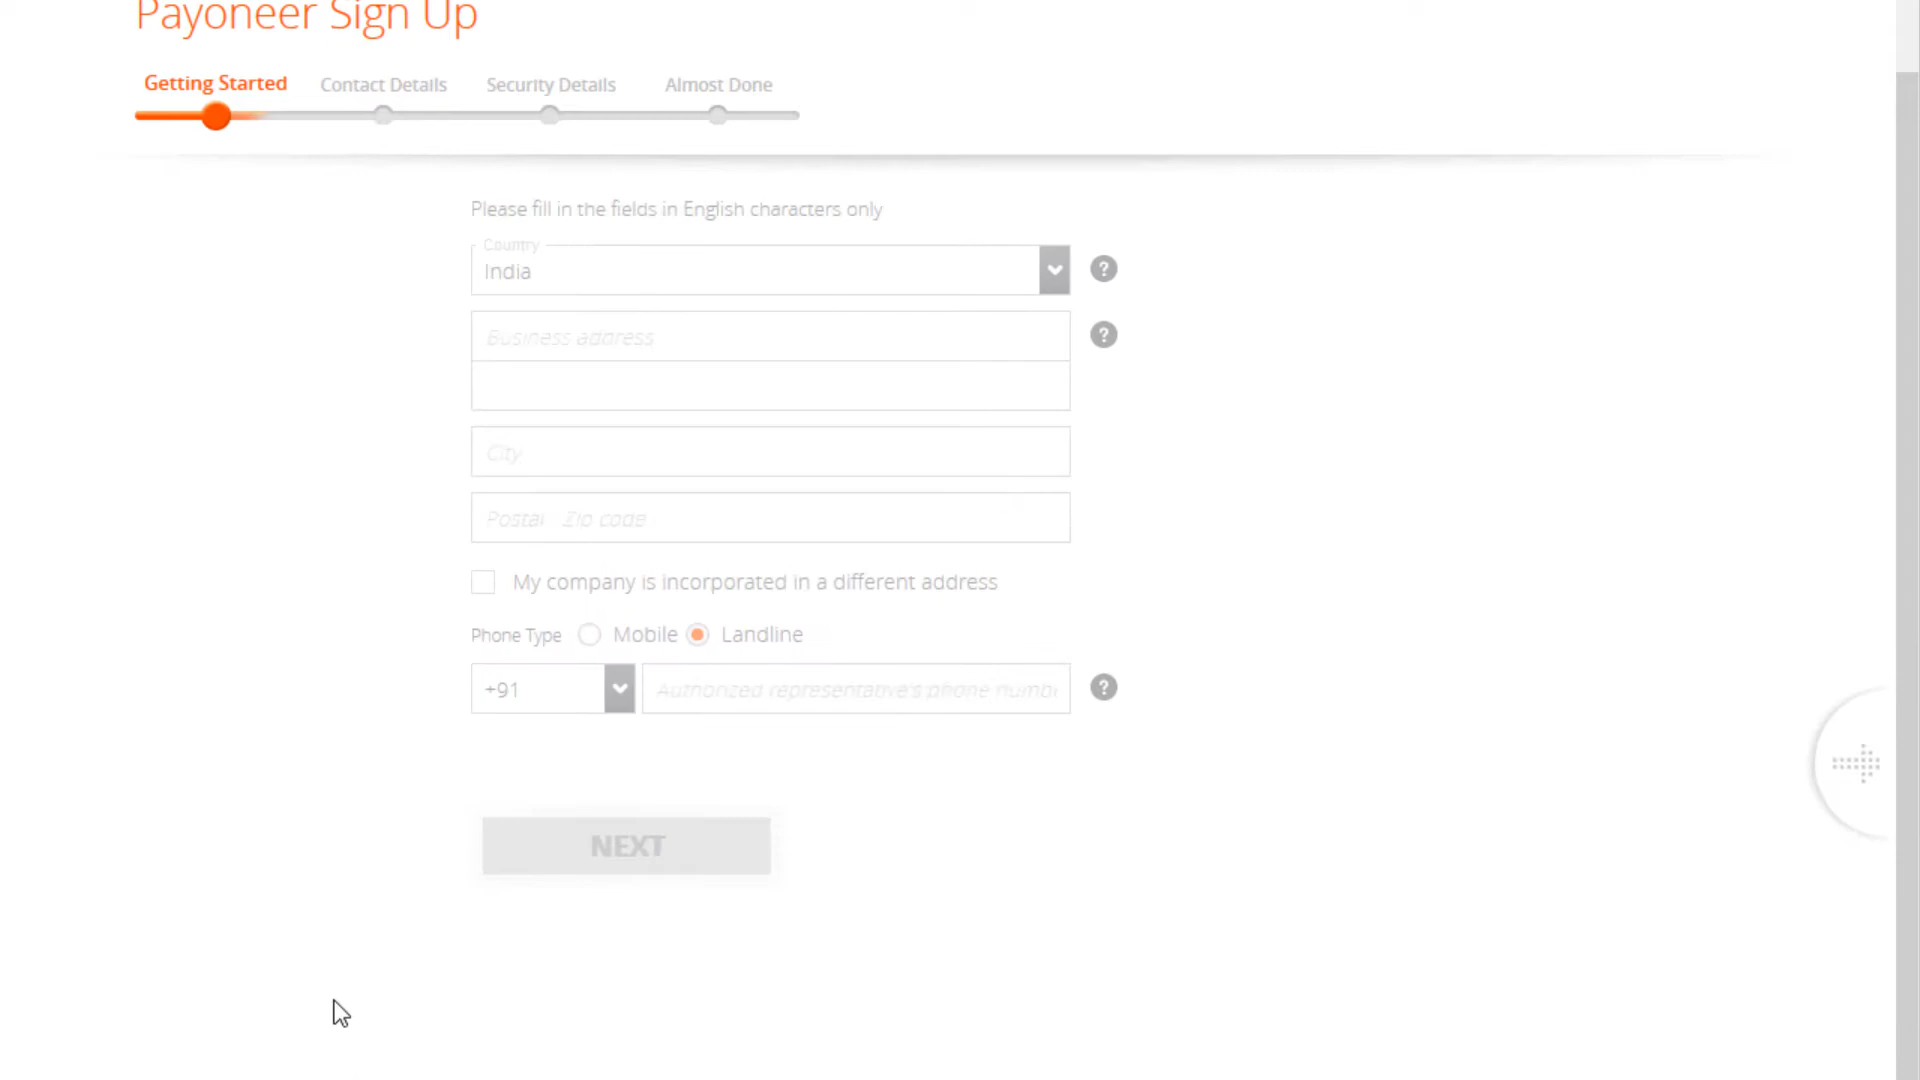 Payoneer Sign Up
Getting Started
Contact Details
Security Details
Almost Done
Please fill in the fields in English characters only
Country
India
?
Business address
?
City
Postal Zip code
My company is incorporated in a different address
Phone Type
Mobile
Landline
+91
Authorized representative's phone numb
?
NEXT